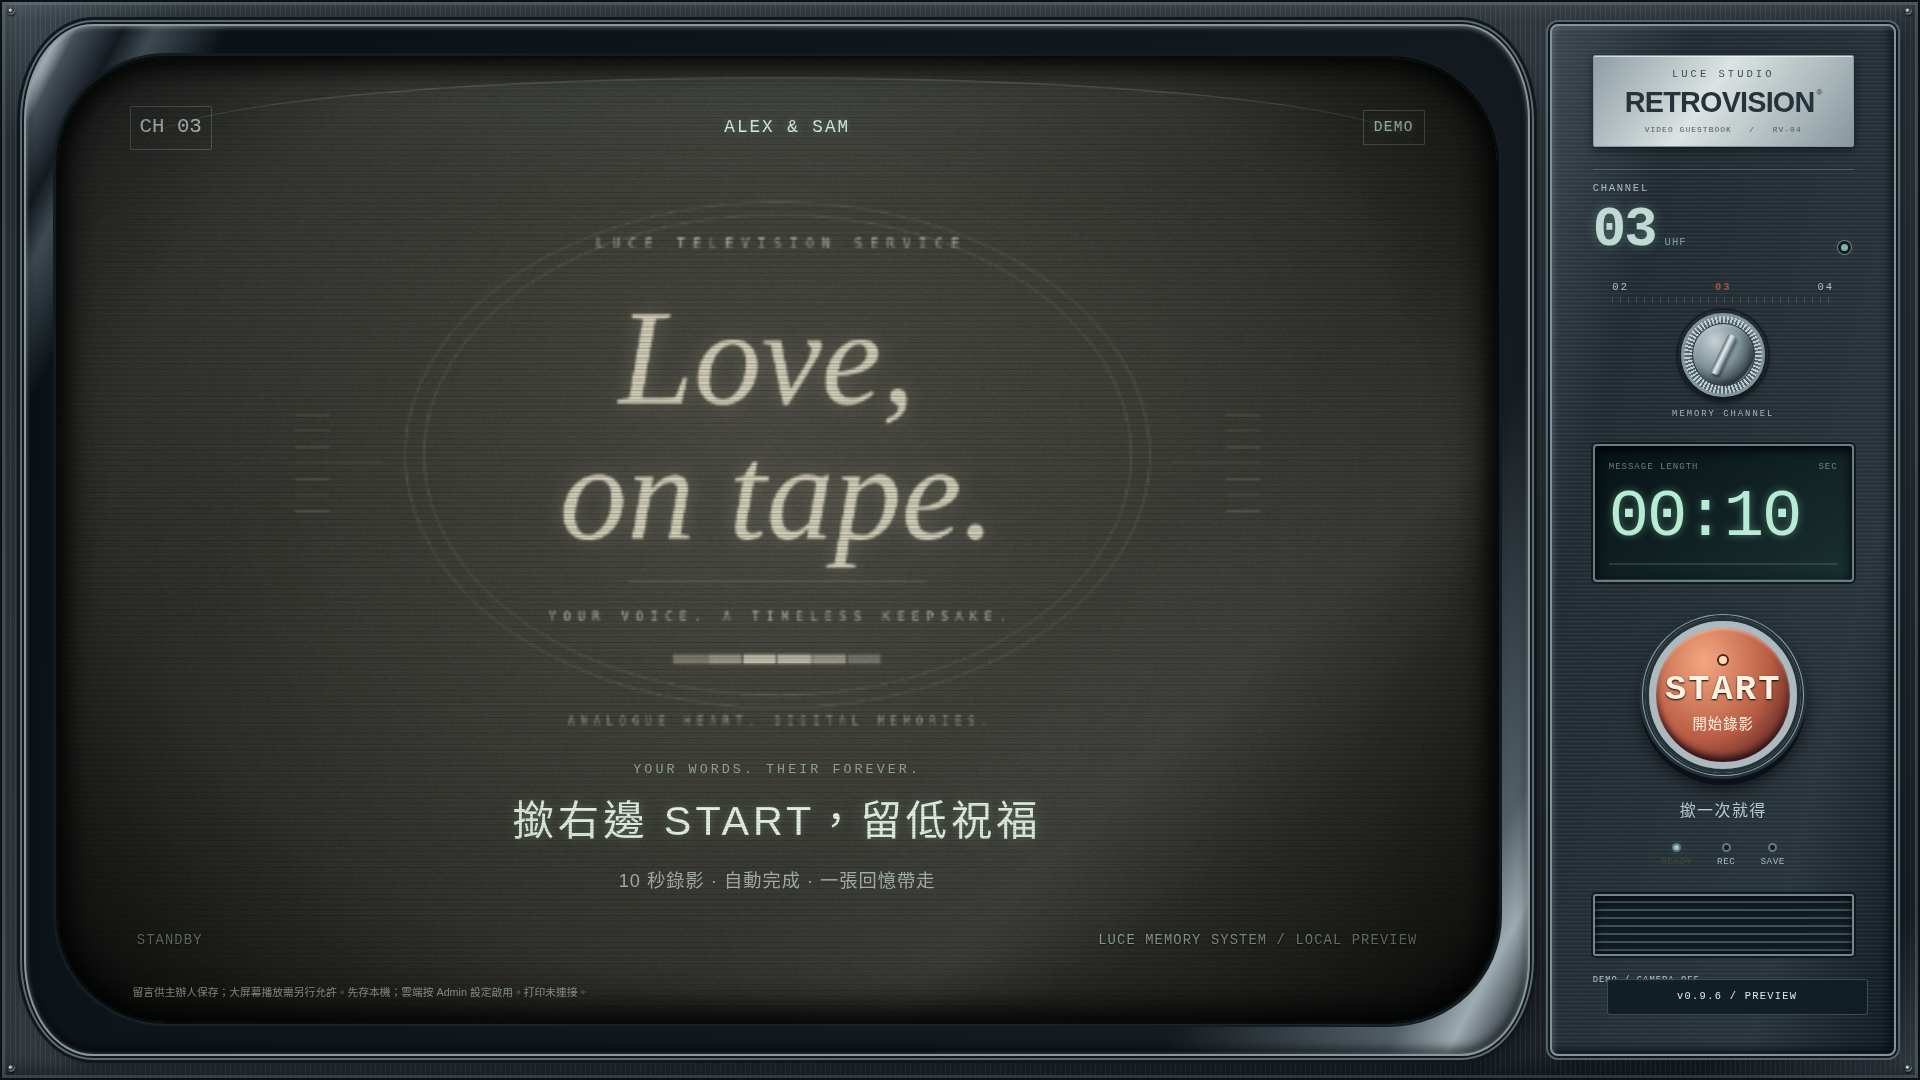 CH 03
ALEX & SAM
DEMO
LUCE TELEVISION SERVICE
Love,
on tape.
YOUR VOICE. A TIMELESS KEEPSAKE.
ANALOGUE HEART. DIGITAL MEMORIES.
YOUR WORDS. THEIR FOREVER.
撳右邊 START，留低祝福
10 秒錄影 · 自動完成 · 一張回憶帶走
STANDBY
LUCE MEMORY SYSTEM / LOCAL PREVIEW
留言供主辦人保存；大屏幕播放需另行允許。先存本機；雲端按 Admin 設定啟用。打印未連接。
LUCE STUDIO
RETROVISION®
VIDEO GUESTBOOK / RV-04
CHANNEL
03 UHF
02 03 04
MEMORY CHANNEL
MESSAGE LENGTH SEC
00:10
START
開始錄影
撳一次就得
READY REC SAVE
DEMO / CAMERA OFF
v0.9.6 / PREVIEW